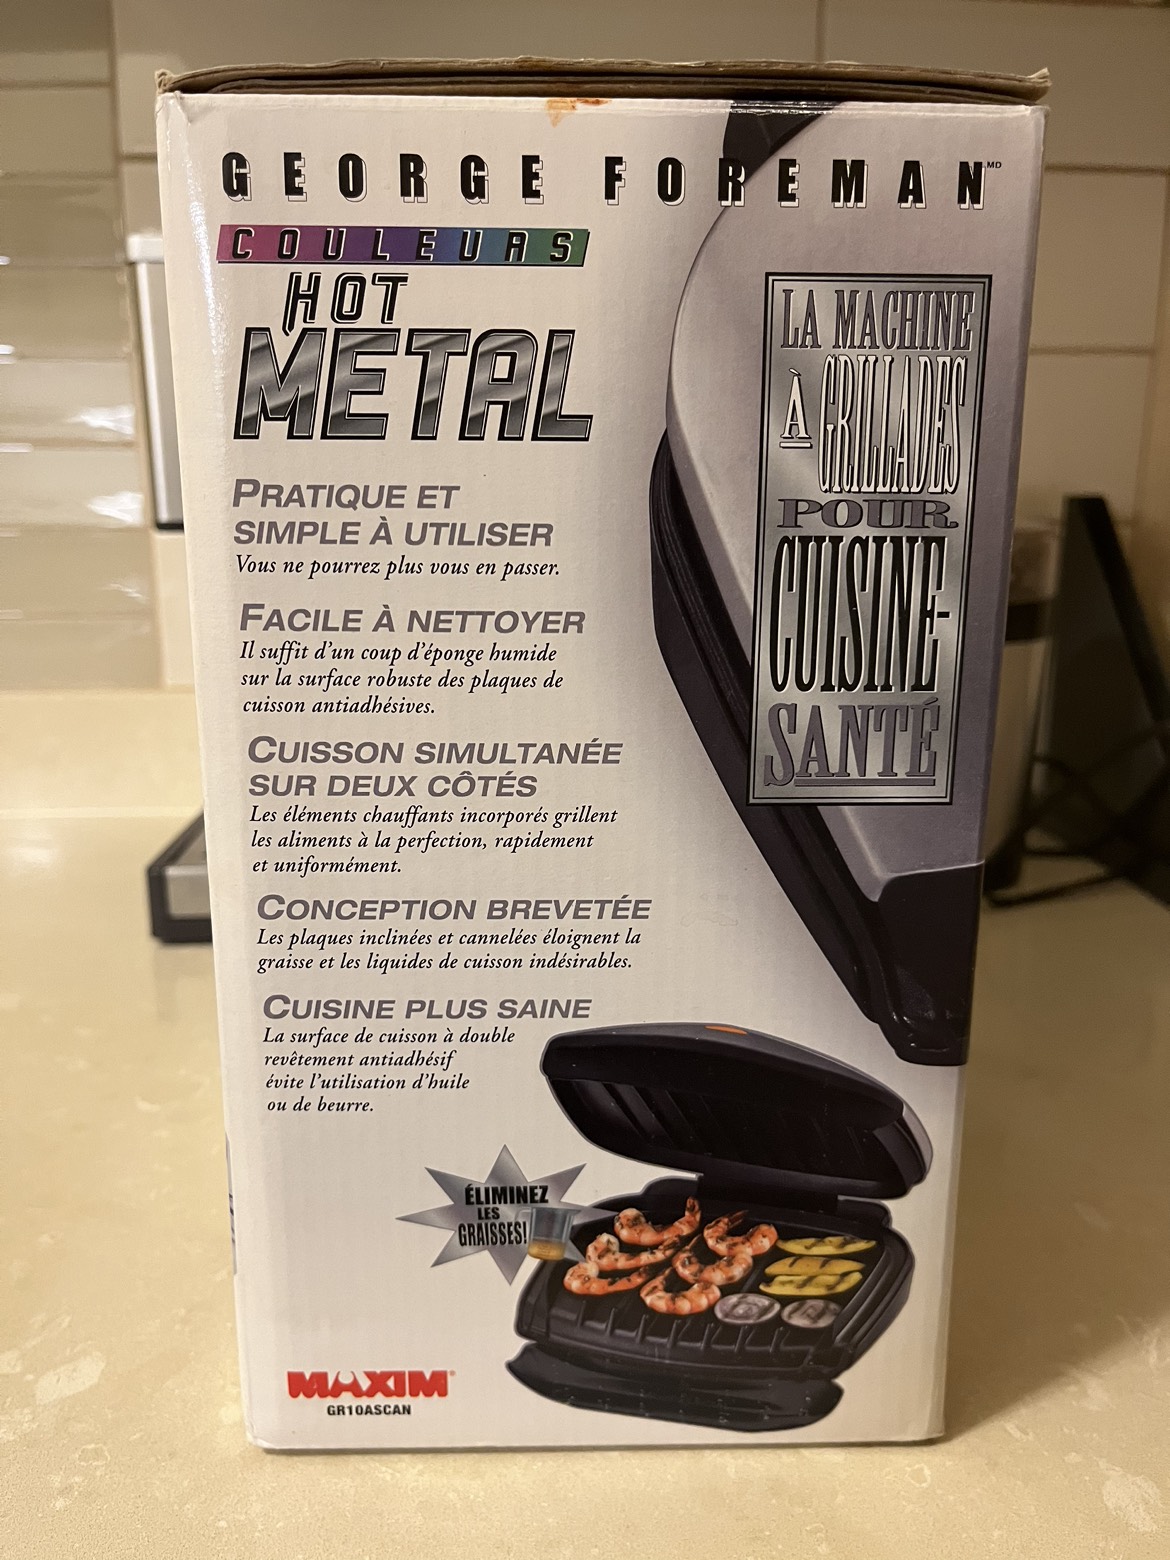 GEORGE FOREMAN MD
COULEURS
HOT
METAL
LA MACHINE
À GRILLADES
POUR
CUISINE-
SANTÉ
PRATIQUE ET
SIMPLE À UTILISER
Vous ne pourrez plus vous en passer.
FACILE À NETTOYER
Il suffit d'un coup d'éponge humide
sur la surface robuste des plaques de
cuisson antiadhésives.
CUISSON SIMULTANÉE
SUR DEUX CÔTÉS
Les éléments chauffants incorporés grillent
les aliments à la perfection, rapidement
et uniformément.
CONCEPTION BREVETÉE
Les plaques inclinées et cannelées éloignent la
graisse et les liquides de cuisson indésirables.
CUISINE PLUS SAINE
La surface de cuisson à double
revêtement antiadhésif
évite l'utilisation d'huile
ou de beurre.
ÉLIMINEZ
LES
GRAISSES!
MAXIM
GR10ASCAN